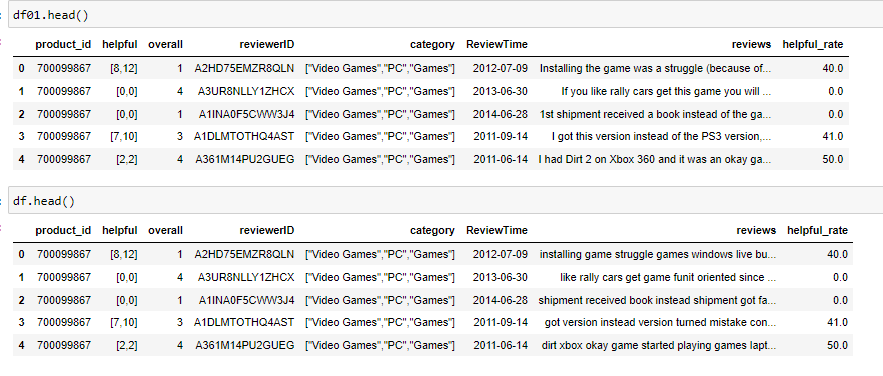 df01.head()
product_id helpful overall reviewerID category ReviewTime reviews helpful_rate
0 700099867 [8,12] 1 A2HD75EMZR8QLN ["Video Games","PC","Games"] 2012-07-09 Installing the game was a struggle (because of... 40.0
1 700099867 [0,0] 4 A3UR8NLLY1ZHCX ["Video Games","PC","Games"] 2013-06-30 If you like rally cars get this game you will ... 0.0
2 700099867 [0,0] 1 A1INA0F5CWW3J4 ["Video Games","PC","Games"] 2014-06-28 1st shipment received a book instead of the ga... 0.0
3 700099867 [7,10] 3 A1DLMTOTHQ4AST ["Video Games","PC","Games"] 2011-09-14 I got this version instead of the PS3 version,... 41.0
4 700099867 [2,2] 4 A361M14PU2GUEG ["Video Games","PC","Games"] 2011-06-14 I had Dirt 2 on Xbox 360 and it was an okay ga... 50.0
df.head()
product_id helpful overall reviewerID category ReviewTime reviews helpful_rate
0 700099867 [8,12] 1 A2HD75EMZR8QLN ["Video Games","PC","Games"] 2012-07-09 installing game struggle games windows live bu... 40.0
1 700099867 [0,0] 4 A3UR8NLLY1ZHCX ["Video Games","PC","Games"] 2013-06-30 like rally cars get game funit oriented since ... 0.0
2 700099867 [0,0] 1 A1INA0F5CWW3J4 ["Video Games","PC","Games"] 2014-06-28 shipment received book instead shipment got fa... 0.0
3 700099867 [7,10] 3 A1DLMTOTHQ4AST ["Video Games","PC","Games"] 2011-09-14 got version instead version turned mistake con... 41.0
4 700099867 [2,2] 4 A361M14PU2GUEG ["Video Games","PC","Games"] 2011-06-14 dirt xbox okay game started playing games lapt... 50.0